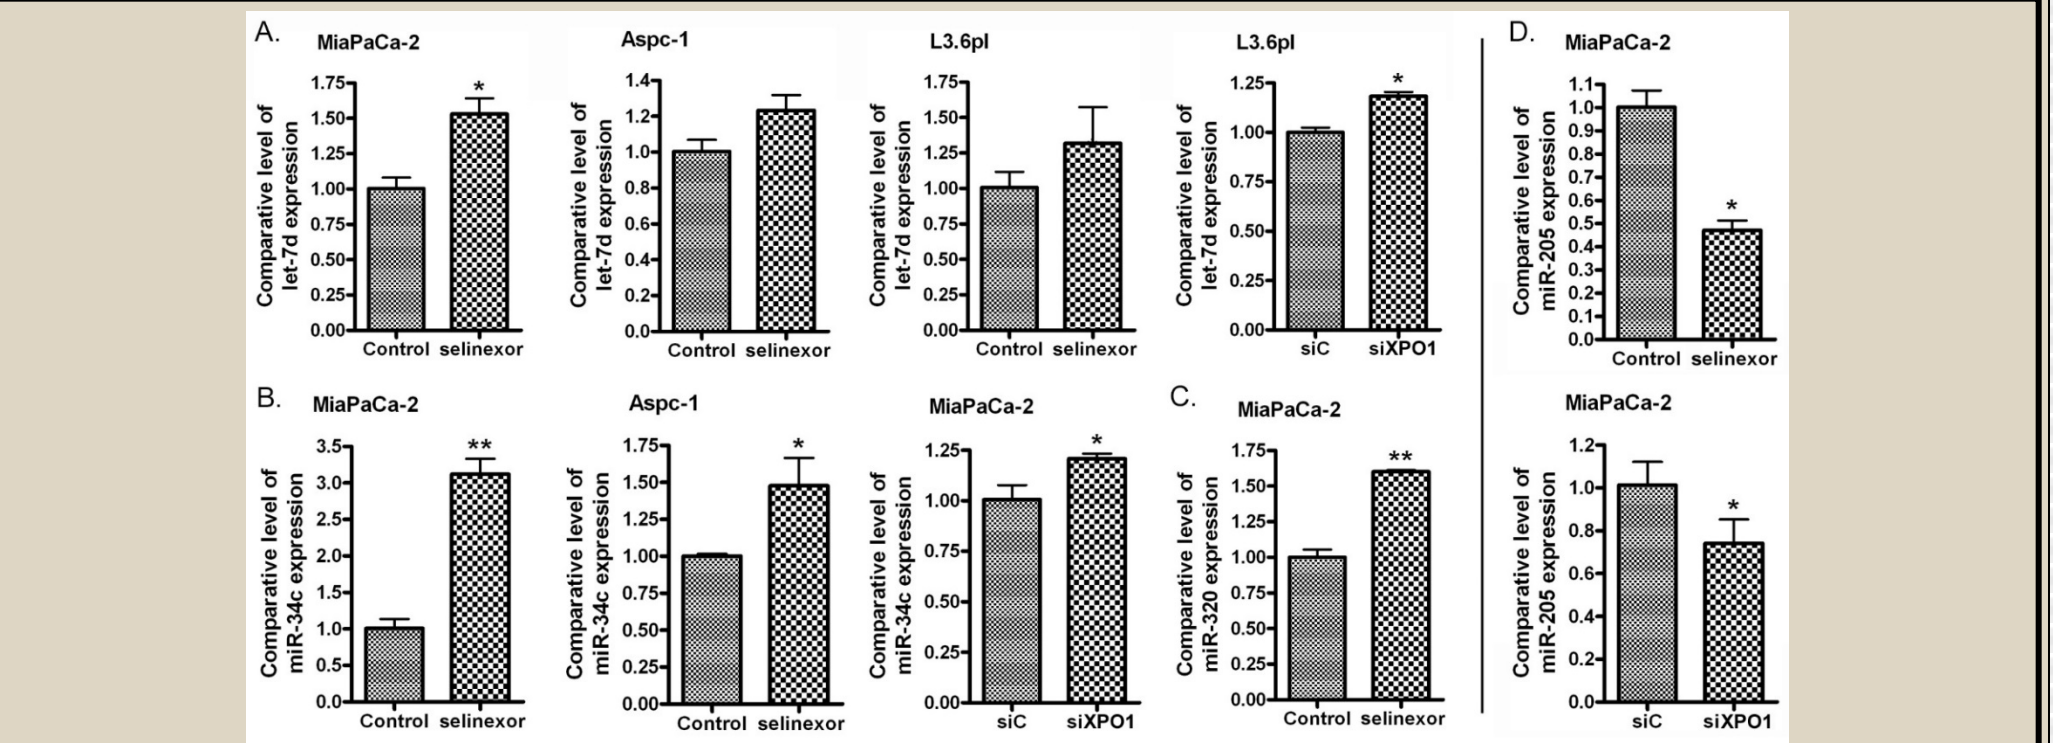 A.
MiaPaCa-2
Comparative level of
let-7d expression
1.75
1.50
1.25
1.00
0.75
0.50
0.25
0.00
*
Control selinexor
Aspc-1
Comparative level of
let-7d expression
1.4
1.2
1.0
0.8
0.6
0.4
0.2
0.0
Control selinexor
L3.6pl
Comparative level of
let-7d expression
1.75
1.50
1.25
1.00
0.75
0.50
0.25
0.00
Control selinexor
L3.6pl
Comparative level of
let-7d expression
1.25
1.00
0.75
0.50
0.25
0.00
*
siC siXPO1
B.
MiaPaCa-2
Comparative level of
miR-34c expression
3.5
3.0
2.5
2.0
1.5
1.0
0.5
0.0
**
Control selinexor
Aspc-1
Comparative level of
miR-34c expression
1.75
1.50
1.25
1.00
0.75
0.50
0.25
0.00
*
Control selinexor
MiaPaCa-2
Comparative level of
miR-34c expression
1.25
1.00
0.75
0.50
0.25
0.00
*
siC siXPO1
C.
MiaPaCa-2
Comparative level of
miR-320 expression
1.75
1.50
1.25
1.00
0.75
0.50
0.25
0.00
**
Control selinexor
D.
MiaPaCa-2
Comparative level of
miR-205 expression
1.1
1.0
0.9
0.8
0.7
0.6
0.5
0.4
0.3
0.2
0.1
0.0
*
Control selinexor
MiaPaCa-2
Comparative level of
miR-205 expression
1.2
1.0
0.8
0.6
0.4
0.2
0.0
*
siC siXPO1